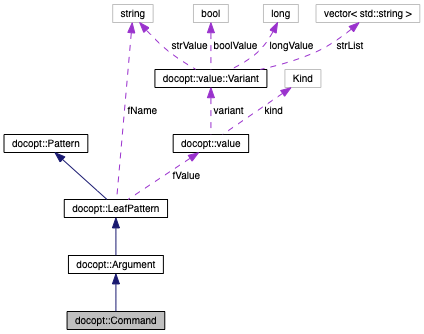 string
bool
long
vector< std::string >
strValue
boolValue
longValue
strList
docopt::value::Variant
Kind
fName
variant
kind
docopt::Pattern
docopt::value
fValue
docopt::LeafPattern
docopt::Argument
docopt::Command